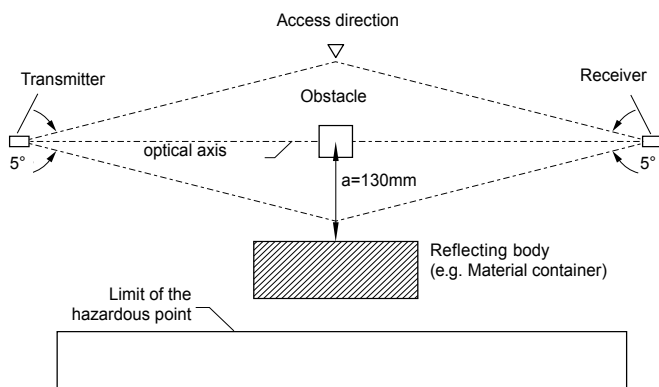 Access direction
Transmitter
Receiver
Obstacle
optical axis
5°
5°
a=130mm
Reflecting body
(e.g. Material container)
Limit of the
hazardous point